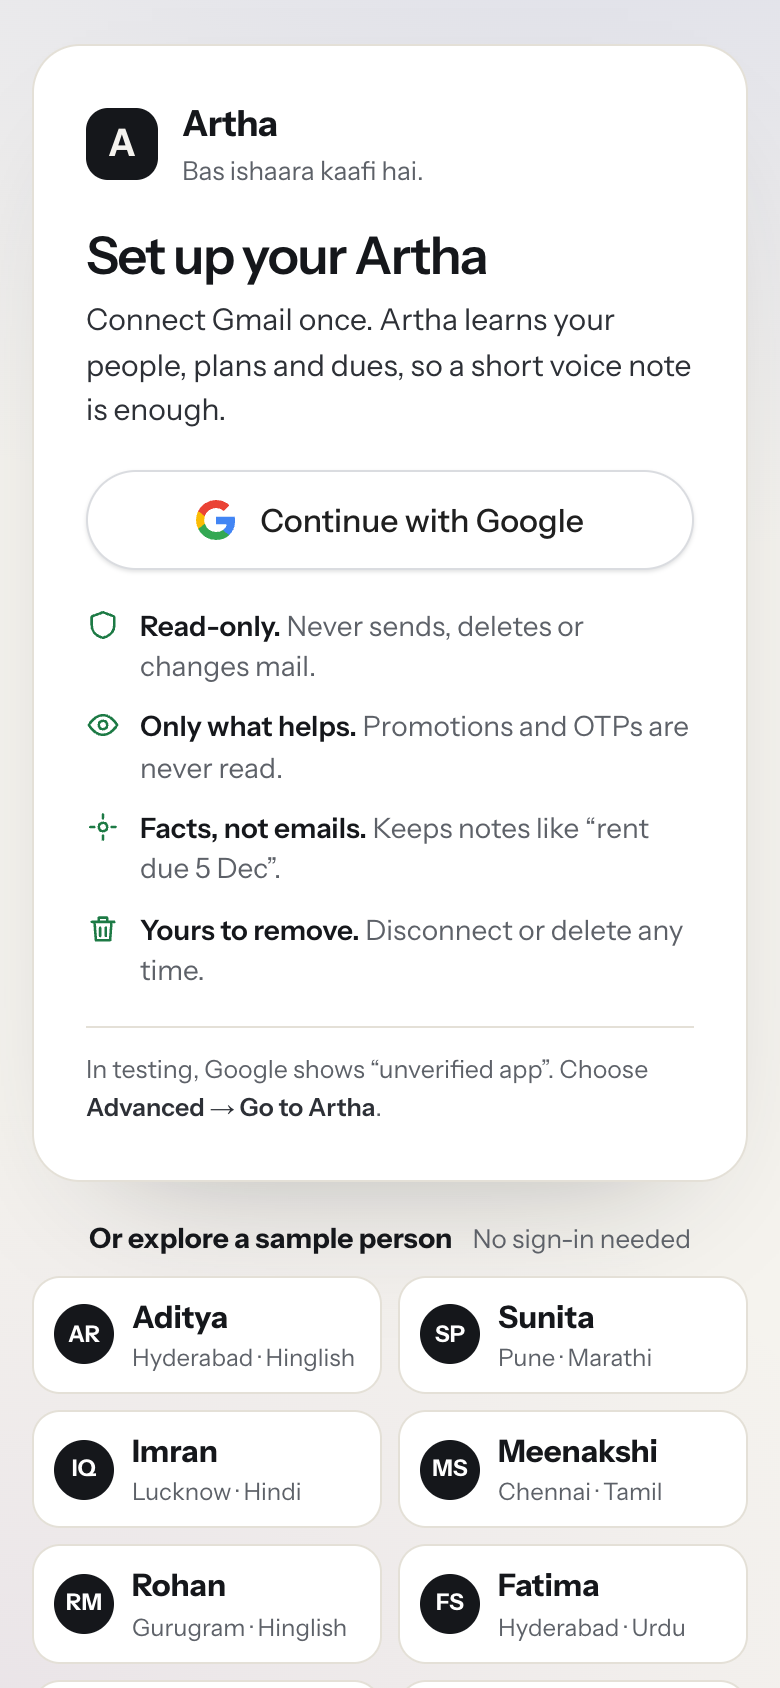 A
Artha
Bas ishaara kaafi hai.
Set up your Artha
Connect Gmail once. Artha learns your
people, plans and dues, so a short voice note
is enough.
Continue with Google
Read-only. Never sends, deletes or
changes mail.
Only what helps. Promotions and OTPs are
never read.
Facts, not emails. Keeps notes like “rent
due 5 Dec”.
Yours to remove. Disconnect or delete any
time.
In testing, Google shows “unverified app”. Choose
Advanced → Go to Artha.
Or explore a sample person No sign-in needed
AR
Aditya
Hyderabad · Hinglish
SP
Sunita
Pune · Marathi
IQ
Imran
Lucknow · Hindi
MS
Meenakshi
Chennai · Tamil
RM
Rohan
Gurugram · Hinglish
FS
Fatima
Hyderabad · Urdu